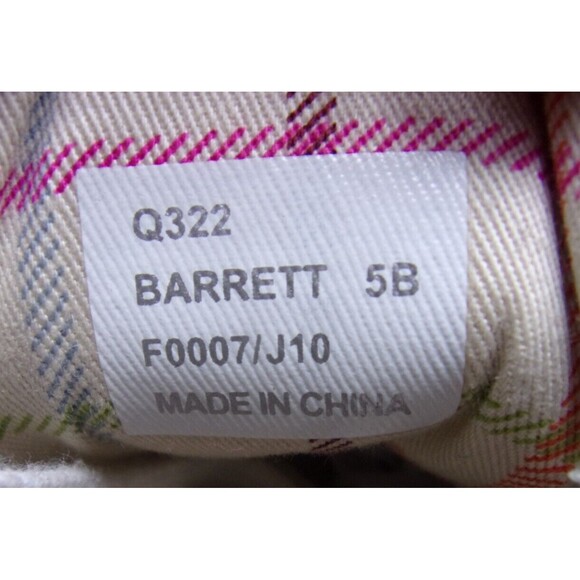 Q322
BARRETT 5B
F0007/J10
MADE IN CHINA